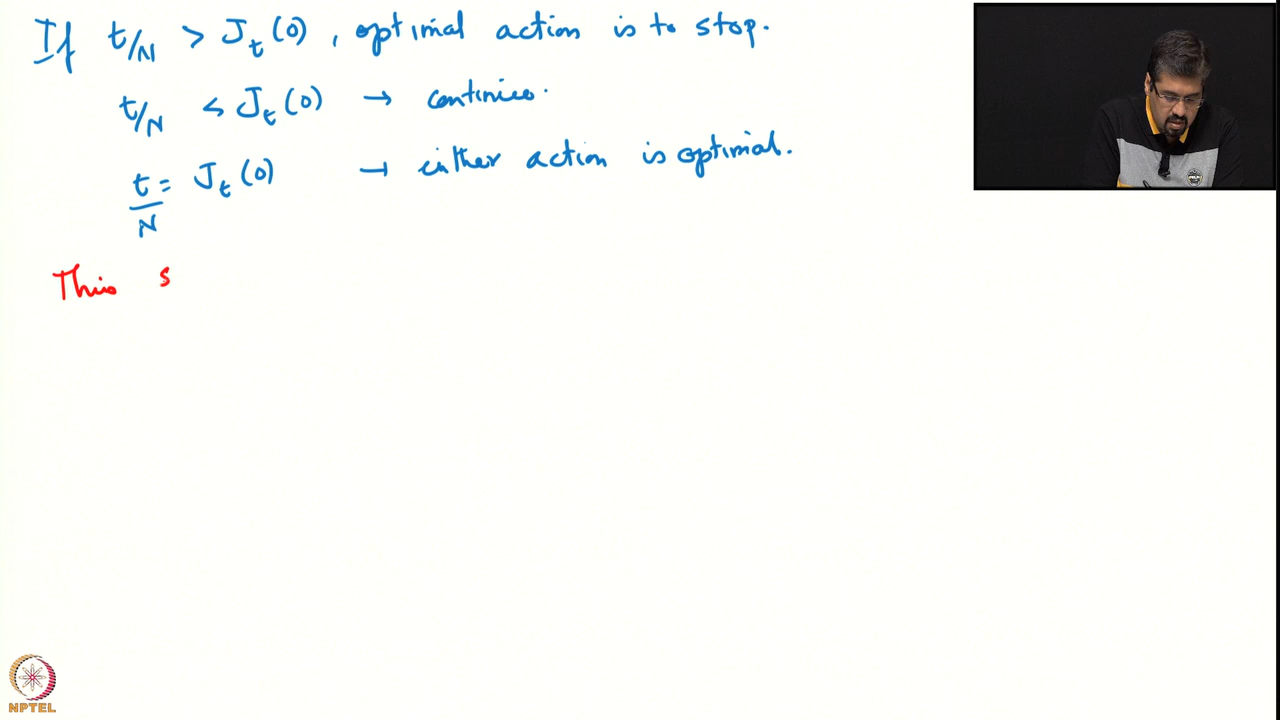 If t/N > J_t(0), optimal action is to stop.
t/N < J_t(0) → continue.
t/N = J_t(0) → either action is optimal.
This s
NPTEL